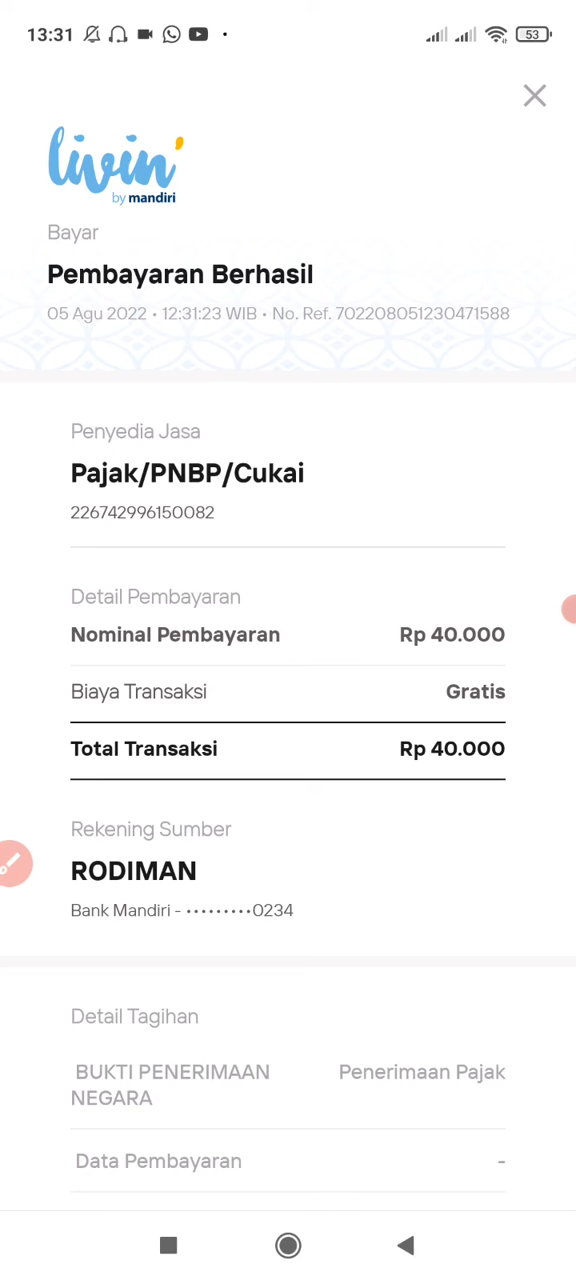 13:31
53
livin'
by mandiri
Bayar
Pembayaran Berhasil
05 Agu 2022 • 12:31:23 WIB • No. Ref. 702208051230471588
Penyedia Jasa
Pajak/PNBP/Cukai
226742996150082
Detail Pembayaran
Nominal Pembayaran Rp 40.000
Biaya Transaksi Gratis
Total Transaksi Rp 40.000
Rekening Sumber
RODIMAN
Bank Mandiri - •••••••••0234
Detail Tagihan
BUKTI PENERIMAAN Penerimaan Pajak
NEGARA
Data Pembayaran -